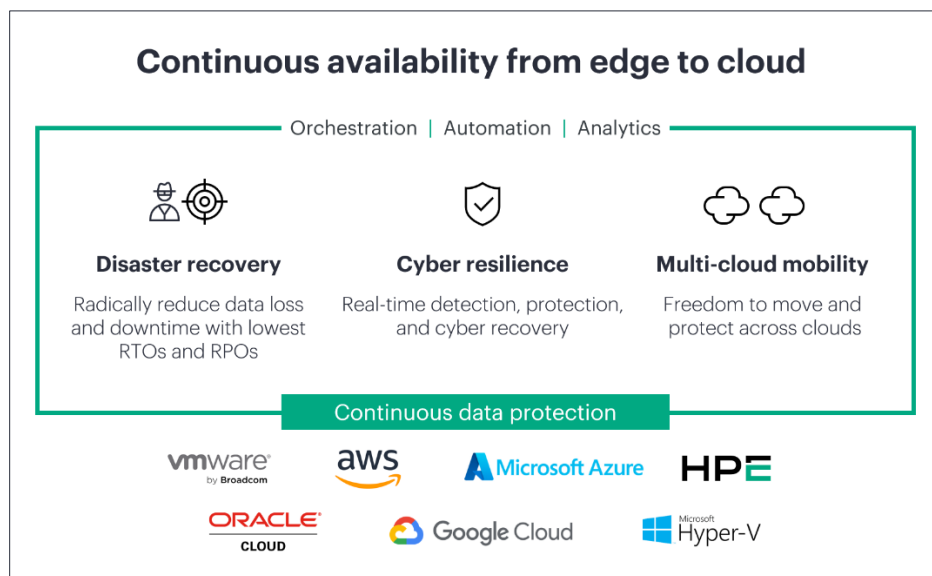 Continuous availability from edge to cloud
Orchestration | Automation | Analytics
Disaster recovery
Radically reduce data loss
and downtime with lowest
RTOs and RPOs
Cyber resilience
Real-time detection, protection,
and cyber recovery
Multi-cloud mobility
Freedom to move and
protect across clouds
Continuous data protection
vmware®
by Broadcom
aws
Microsoft Azure
HPE
ORACLE®
CLOUD
Google Cloud
Microsoft
Hyper-V